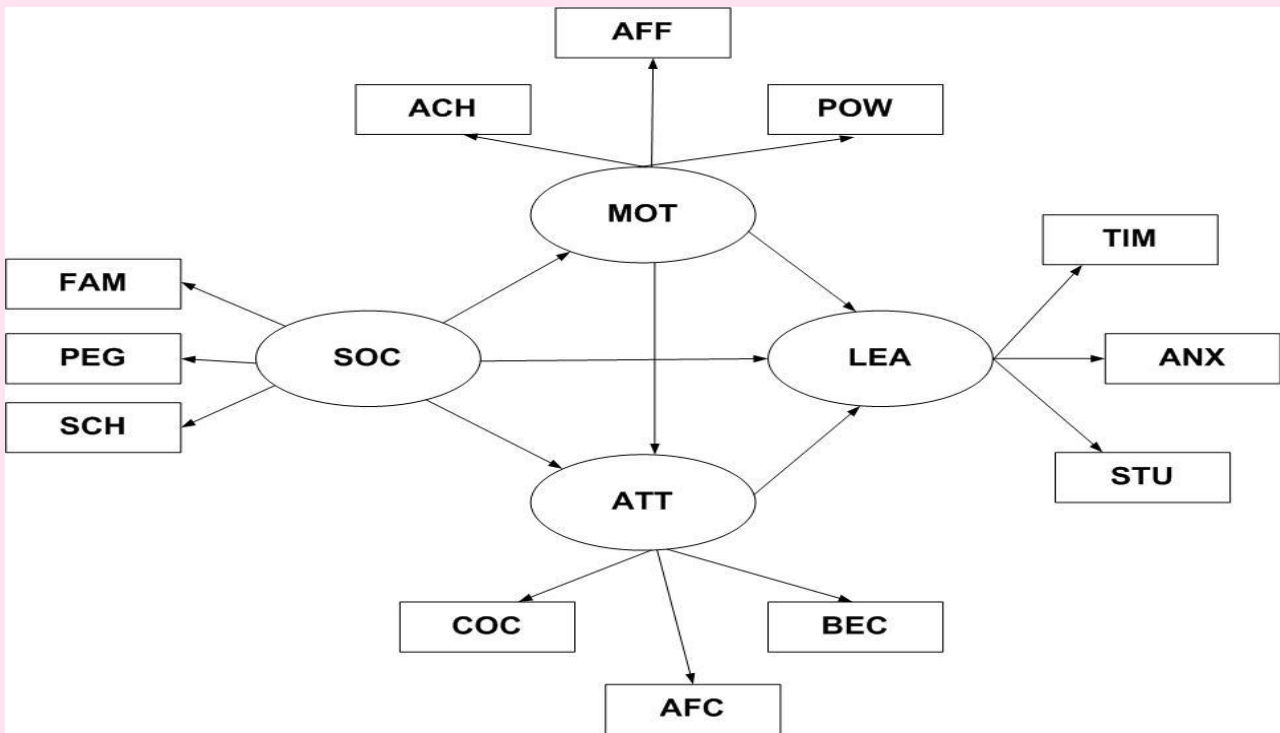 AFF
ACH
POW
MOT
TIM
FAM
PEG
SOC
LEA
ANX
SCH
STU
ATT
COC
BEC
AFC